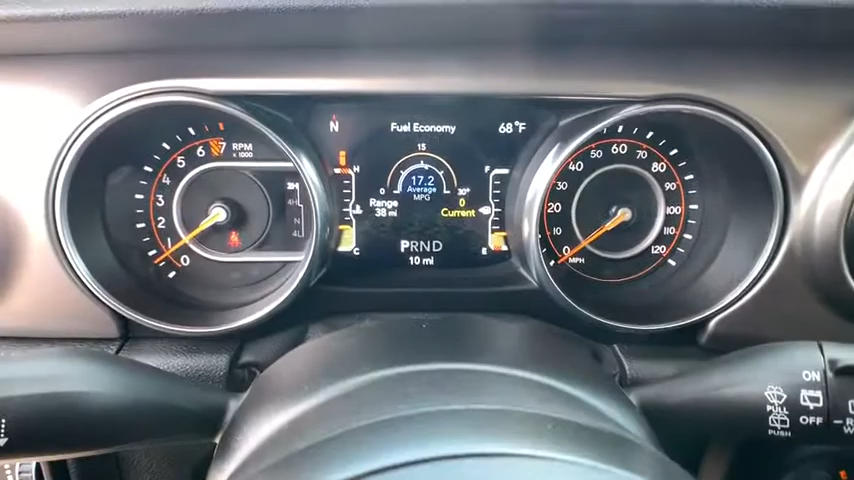 N
Fuel Economy
68°F
RPM
x 1000
0
1
2
3
4
5
6
7
2H
4H
N
4L
H
C
15
0
30+
17.2
Average
MPG
Range
38 mi
0
Current
F
E
PRND
10 mi
0
10
20
30
40
50
60
70
80
90
100
110
120
MPH
ON
OFF
PULL
PUSH